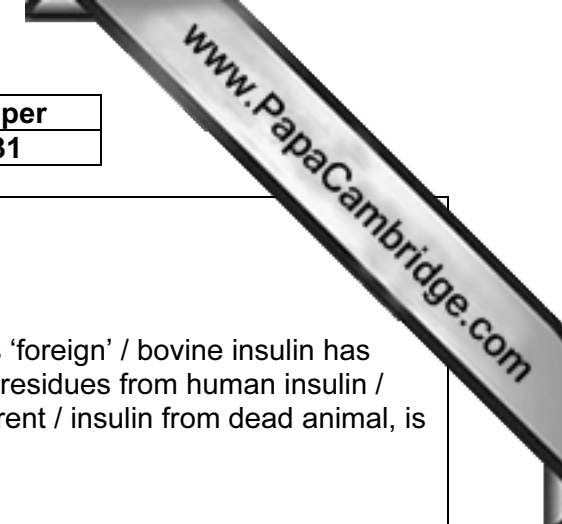 www.PapaCambridge.com
per
31
‘foreign’ / bovine insulin has
residues from human insulin /
rent / insulin from dead animal, is